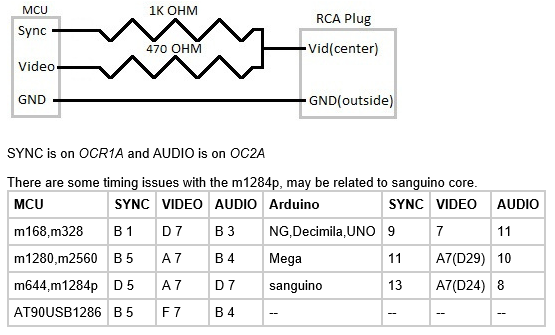 MCU
1K OHM
RCA Plug
Sync
470 OHM
Vid(center)
Video
GND
GND(outside)
SYNC is on OCR1A and AUDIO is on OC2A
There are some timing issues with the m1284p, may be related to sanguino core.
MCU SYNC VIDEO AUDIO Arduino SYNC VIDEO AUDIO
m168,m328 B 1 D 7 B 3 NG,Decimila,UNO 9 7 11
m1280,m2560 B 5 A 7 B 4 Mega 11 A7(D29) 10
m644,m1284p D 5 A 7 D 7 sanguino 13 A7(D24) 8
AT90USB1286 B 5 F 7 B 4 -- -- -- --